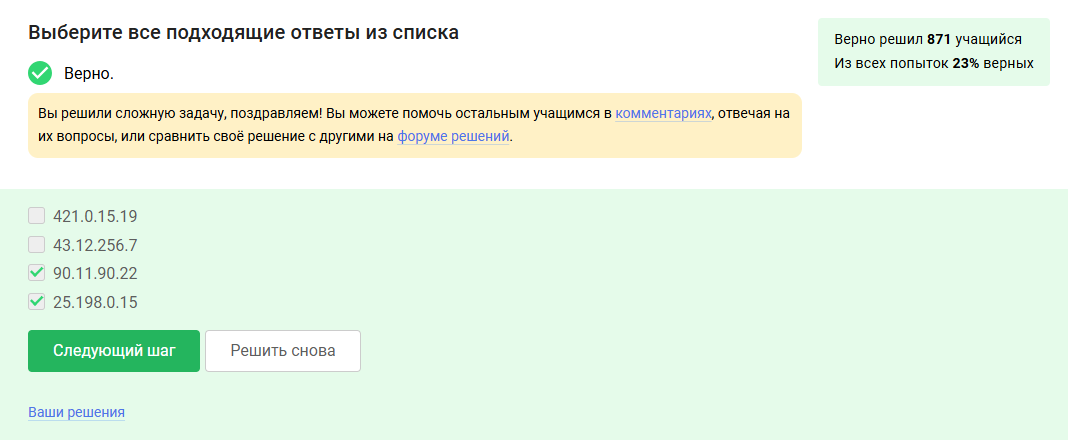 Выберите все подходящие ответы из списка
Верно.
Вы решили сложную задачу, поздравляем! Вы можете помочь остальным учащимся в комментариях, отвечая на
их вопросы, или сравнить своё решение с другими на форуме решений.
Верно решил 871 учащийся
Из всех попыток 23% верных
421.0.15.19
43.12.256.7
90.11.90.22
25.198.0.15
Следующий шаг
Решить снова
Ваши решения